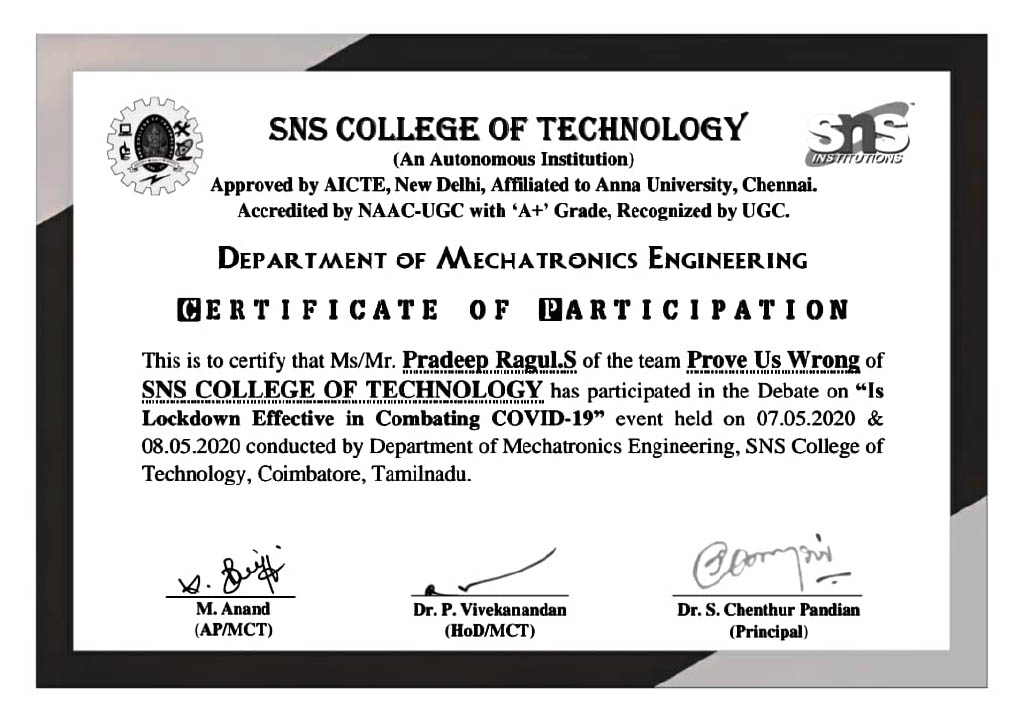 SNS COLLEGE OF TECHNOLOGY
(An Autonomous Institution)
Approved by AICTE, New Delhi, Affiliated to Anna University, Chennai.
Accredited by NAAC-UGC with ‘A+’ Grade, Recognized by UGC.
sns
INSTITUTIONS
DEPARTMENT OF MECHATRONICS ENGINEERING
CERTIFICATE OF PARTICIPATION
This is to certify that Ms/Mr. Pradeep Ragul.S of the team Prove Us Wrong of
SNS COLLEGE OF TECHNOLOGY has participated in the Debate on “Is
Lockdown Effective in Combating COVID-19” event held on 07.05.2020 &
08.05.2020 conducted by Department of Mechatronics Engineering, SNS College of
Technology, Coimbatore, Tamilnadu.
M. Anand
(AP/MCT)
Dr. P. Vivekanandan
(HoD/MCT)
Dr. S. Chenthur Pandian
(Principal)